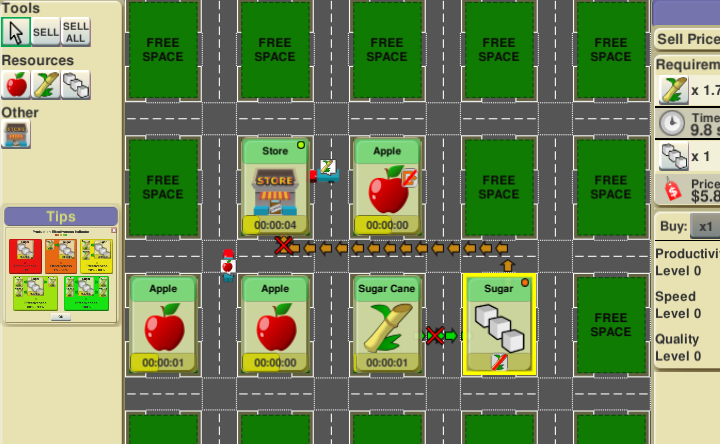 Tools
SELL
SELL
ALL
Resources
Other
Tips
FREE
SPACE
FREE
SPACE
FREE
SPACE
FREE
SPACE
FREE
SPACE
FREE
SPACE
Store
STORE
00:00:04
Apple
00:00:00
FREE
SPACE
FREE
SPACE
Apple
00:00:01
Apple
00:00:00
Sugar Cane
00:00:01
Sugar
FREE
SPACE
Sell Price
Requirem
x 1.7
Time
9.8 s
x 1
Price
$5.8
Buy: x1
Productivit
Level 0
Speed
Level 0
Quality
Level 0